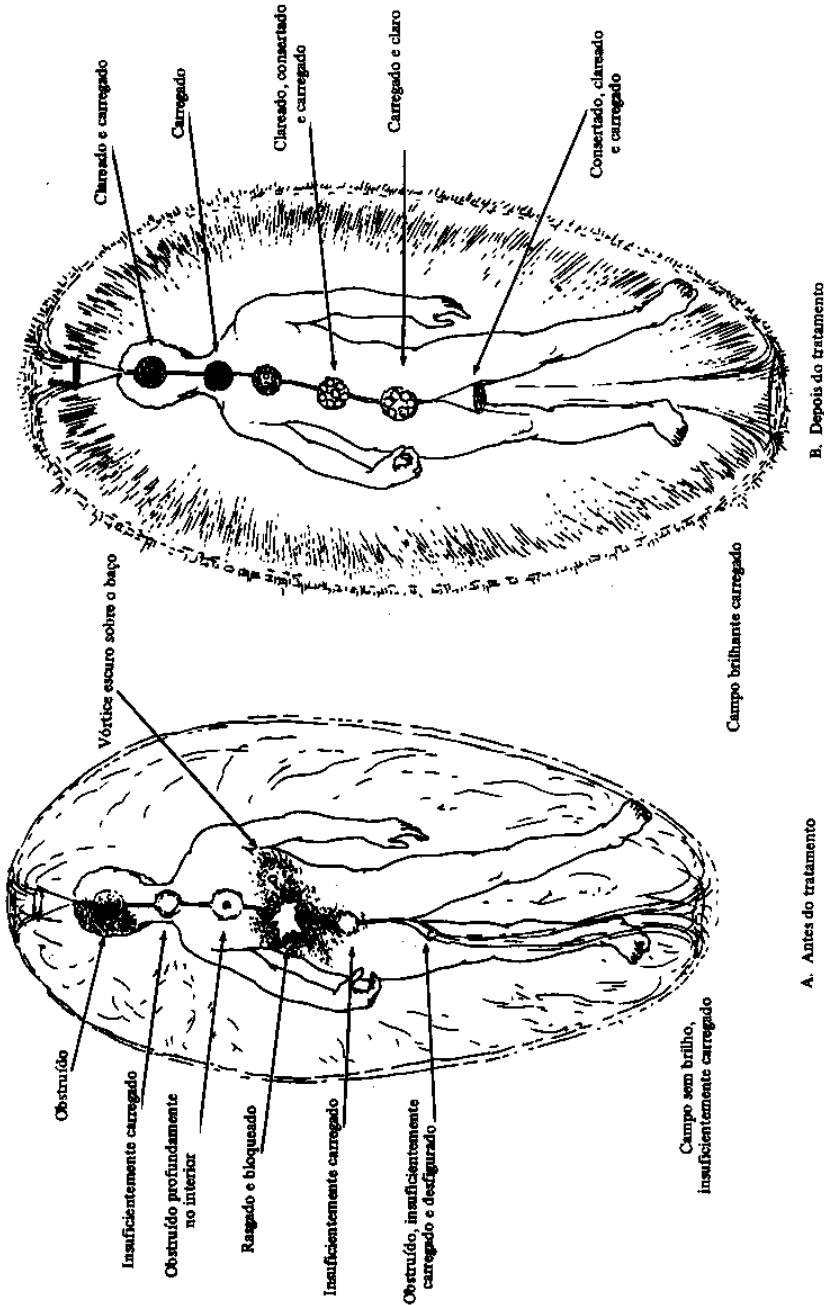 Obstruído
Insuficientemente carregado
Obstruído profundamente
no interior
Rasgado e bloqueado
Insuficientemente carregado
Obstruído, insuficientemente
carregado e desfigurado
Vórtice escuro sobre o baço
Campo sem brilho,
insuficientemente carregado
A. Antes do tratamento
Clareado e carregado
Carregado
Clareado, consertado
e carregado
Carregado e claro
Consertado, clareado
e carregado
Campo brilhante carregado
B. Depois do tratamento